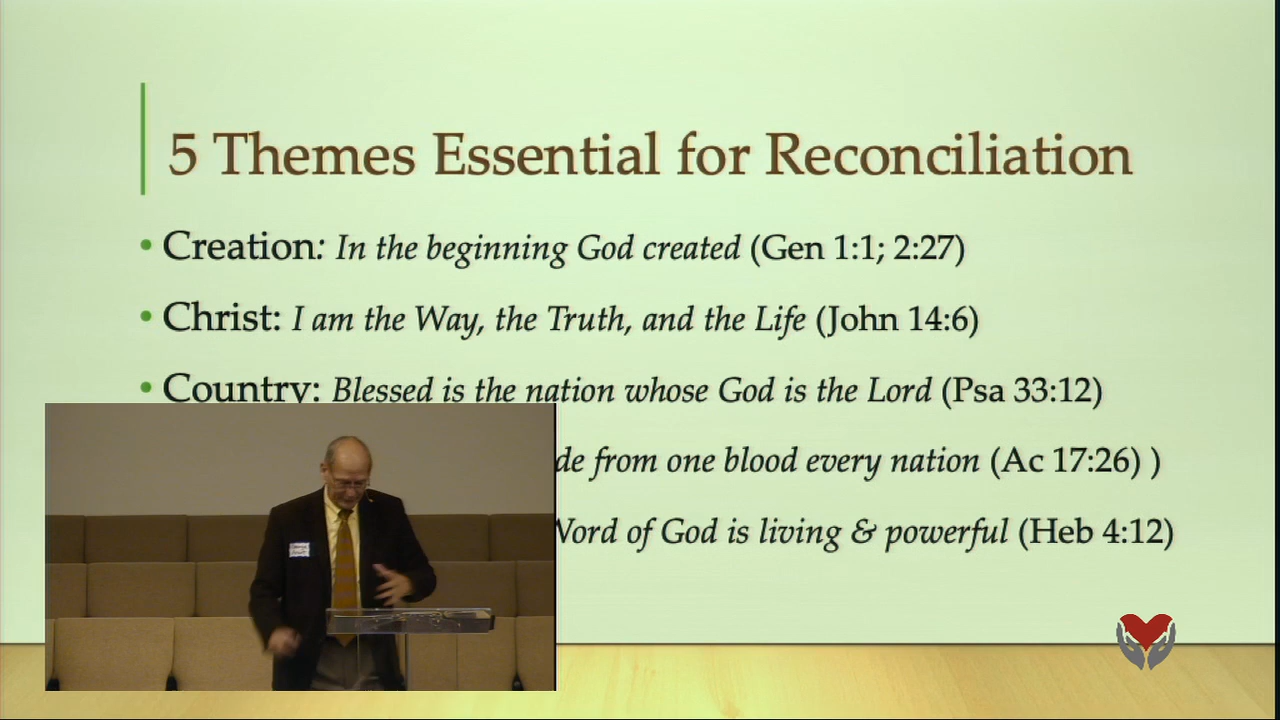 5 Themes Essential for Reconciliation
• Creation: In the beginning God created (Gen 1:1; 2:27)
• Christ: I am the Way, the Truth, and the Life (John 14:6)
• Country: Blessed is the nation whose God is the Lord (Psa 33:12)
from one blood every nation (Ac 17:26) )
Word of God is living & powerful (Heb 4:12)